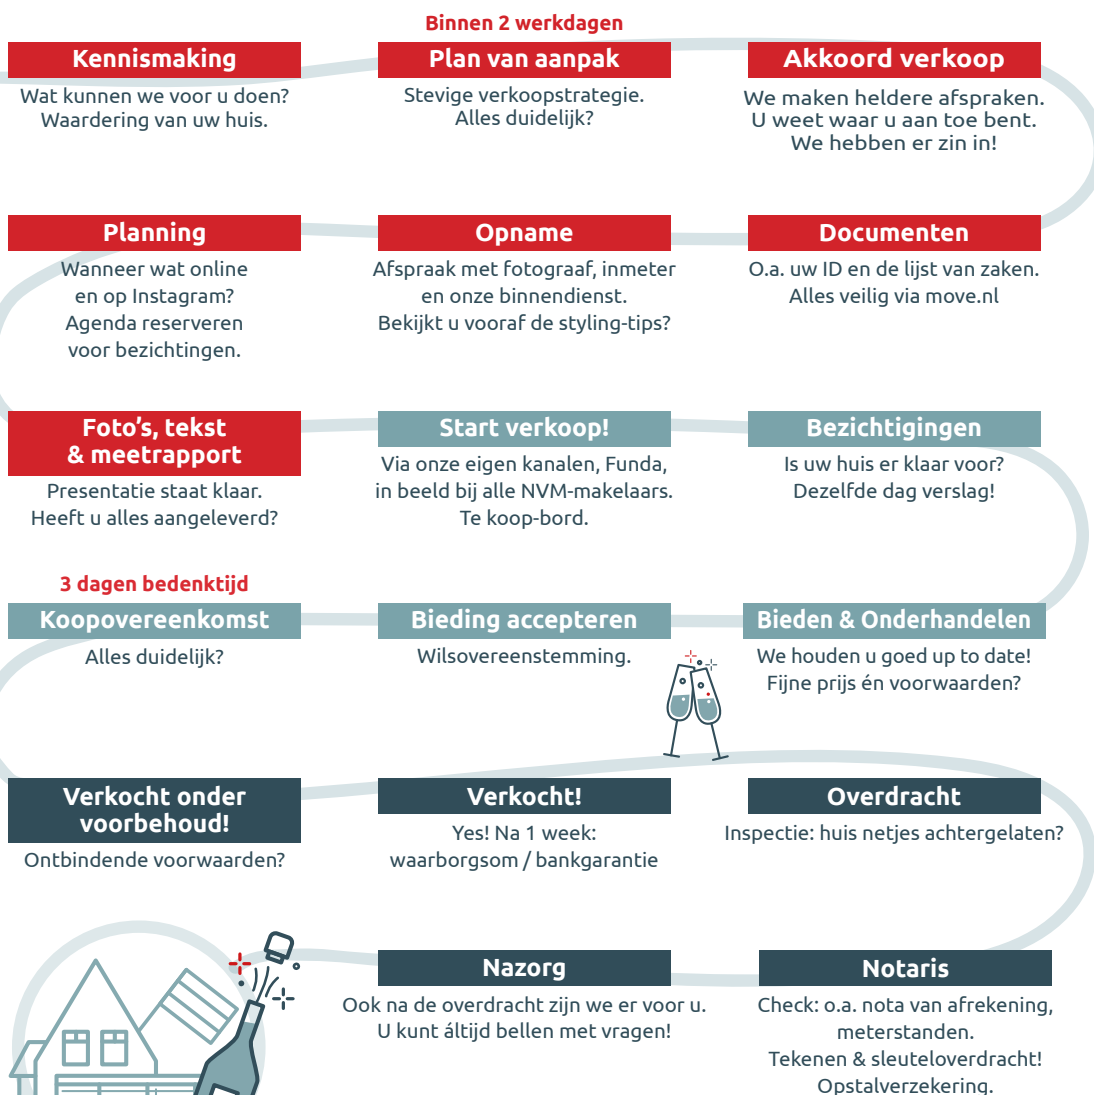 Binnen 2 werkdagen
Kennismaking
Wat kunnen we voor u doen?
Waardering van uw huis.
Plan van aanpak
Stevige verkoopstrategie.
Alles duidelijk?
Akkoord verkoop
We maken heldere afspraken.
U weet waar u aan toe bent.
We hebben er zin in!
Documenten
O.a. uw ID en de lijst van zaken.
Alles veilig via move.nl
Opname
Afspraak met fotograaf, inmeter
en onze binnendienst.
Bekijkt u vooraf de styling-tips?
Planning
Wanneer wat online
en op Instagram?
Agenda reserveren
voor bezichtingen.
Foto's, tekst
& meetrapport
Presentatie staat klaar.
Heeft u alles aangeleverd?
Start verkoop!
Via onze eigen kanalen, Funda,
in beeld bij alle NVM-makelaars.
Te koop-bord.
Bezichtigingen
Is uw huis er klaar voor?
Dezelfde dag verslag!
Bieden & Onderhandelen
We houden u goed up to date!
Fijne prijs én voorwaarden?
Bieding accepteren
Wilsovereenstemming.
3 dagen bedenktijd
Koopovereenkomst
Alles duidelijk?
Verkocht onder
voorbehoud!
Ontbindende voorwaarden?
Verkocht!
Yes! Na 1 week:
waarborgsom / bankgarantie
Overdracht
Inspectie: huis netjes achtergelaten?
Notaris
Check: o.a. nota van afrekening,
meterstanden.
Tekenen & sleuteloverdracht!
Opstalverzekering.
Nazorg
Ook na de overdracht zijn we er voor u.
U kunt áltijd bellen met vragen!